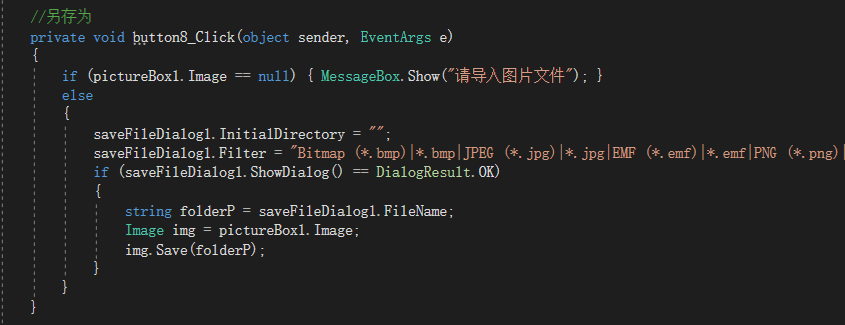 //另存为
private void button8_Click(object sender, EventArgs e)
{
if (pictureBox1.Image == null) { MessageBox.Show("请导入图片文件"); }
else
{
saveFileDialog1.InitialDirectory = "";
saveFileDialog1.Filter = "Bitmap (*.bmp)|*.bmp|JPEG (*.jpg)|*.jpg|EMF (*.emf)|*.emf|PNG (*.png)|
if (saveFileDialog1.ShowDialog() == DialogResult.OK)
{
string folderP = saveFileDialog1.FileName;
Image img = pictureBox1.Image;
img.Save(folderP);
}
}
}